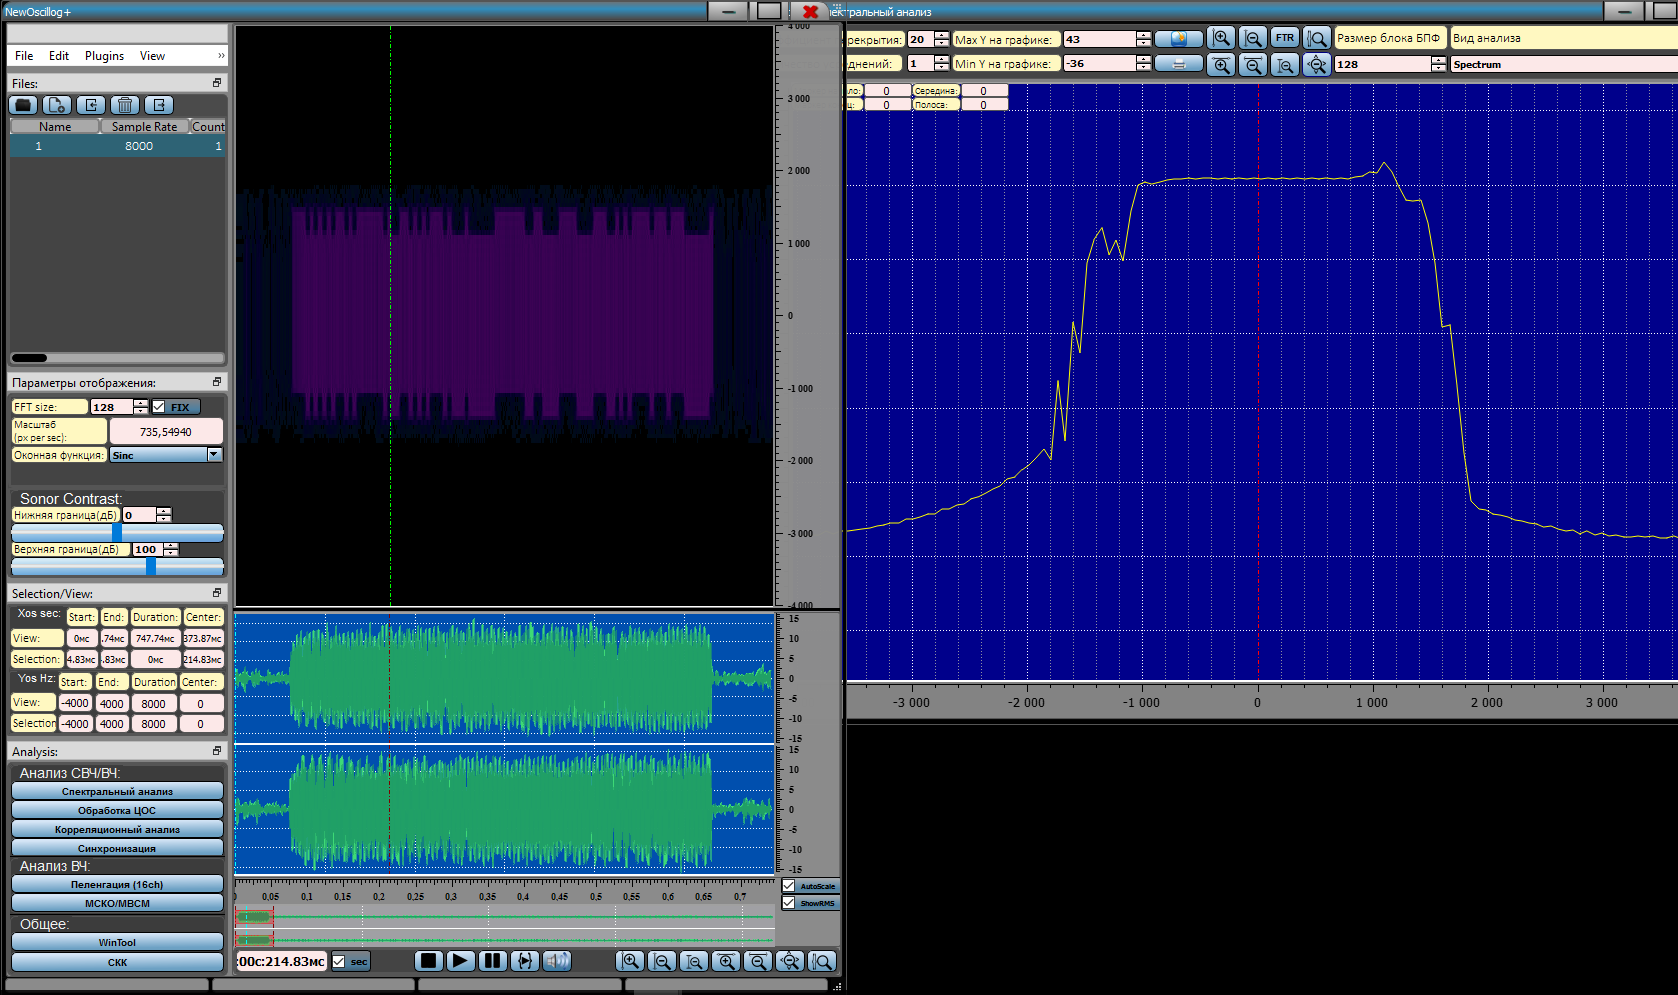 NewOscillog+
File Edit Plugins View »
Files:
Name Sample Rate Count
1 8000 1
Параметры отображения:
FFT size: 128 FIX
Масштаб
(px per sec): 735,54940
Оконная функция: Sinc
Sonor Contrast:
Нижняя граница(дБ) 0
Верхняя граница(дБ) 100
Selection/View:
Xos sec: Start: End: Duration: Center:
View: 0мс .74мс 747.74мс 373.87мс
Selection: 4.83мс .83мс 0мс 214.83мс
Yos Hz: Start: End: Duration Center:
View: -4000 4000 8000 0
Selection -4000 4000 8000 0
Analysis:
Анализ СВЧ/ВЧ:
Спектральный анализ
Обработка ЦОС
Корреляционный анализ
Синхронизация
Анализ ВЧ:
Пеленгация (16ch)
МСКО/МВСМ
Общее:
WinTool
СКК
4 000
3 000
2 000
1 000
0
-1 000
-2 000
-3 000
-4 000
15
10
5
0
-5
-10
-15
15
10
5
0
-5
-10
-15
0,05 0,1 0,15 0,2 0,25 0,3 0,35 0,4 0,45 0,5 0,55 0,6 0,65 0,7
AutoScale
ShowRMS
:00с:214.83мс sec
ектральный анализ
рекрытия: 20 Max Y на графике: 43 FTR Размер блока БПФ Вид анализа
еднений: 1 Min Y на графике: -36 128 Spectrum
ло: 0 Середина: 0
ц: 0 Полоса: 0
-3 000 -2 000 -1 000 0 1 000 2 000 3 000